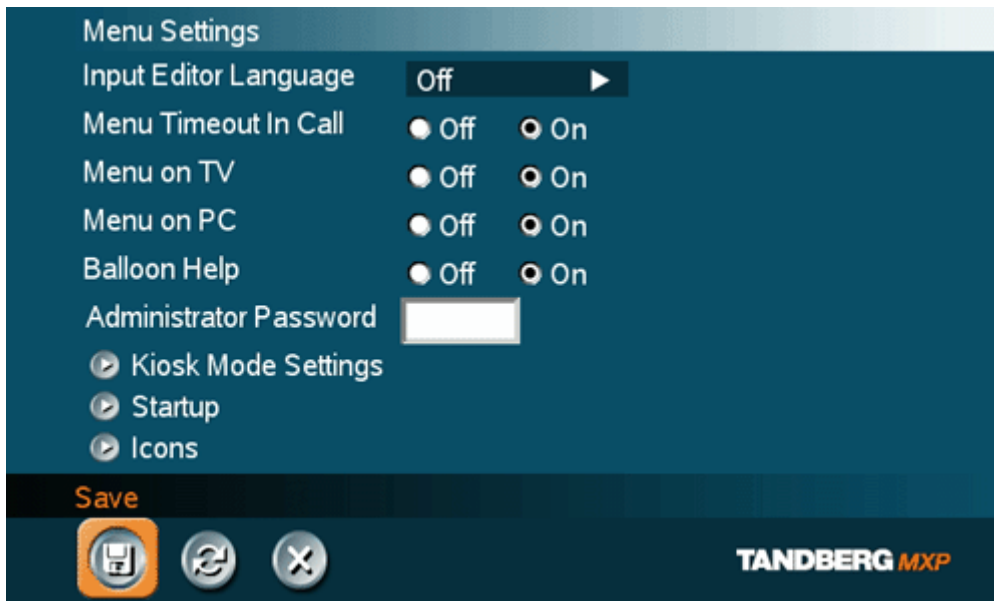 Menu Settings
Input Editor Language Off
Menu Timeout In Call Off On
Menu on TV Off On
Menu on PC Off On
Balloon Help Off On
Administrator Password
Kiosk Mode Settings
Startup
Icons
Save
TANDBERG MXP